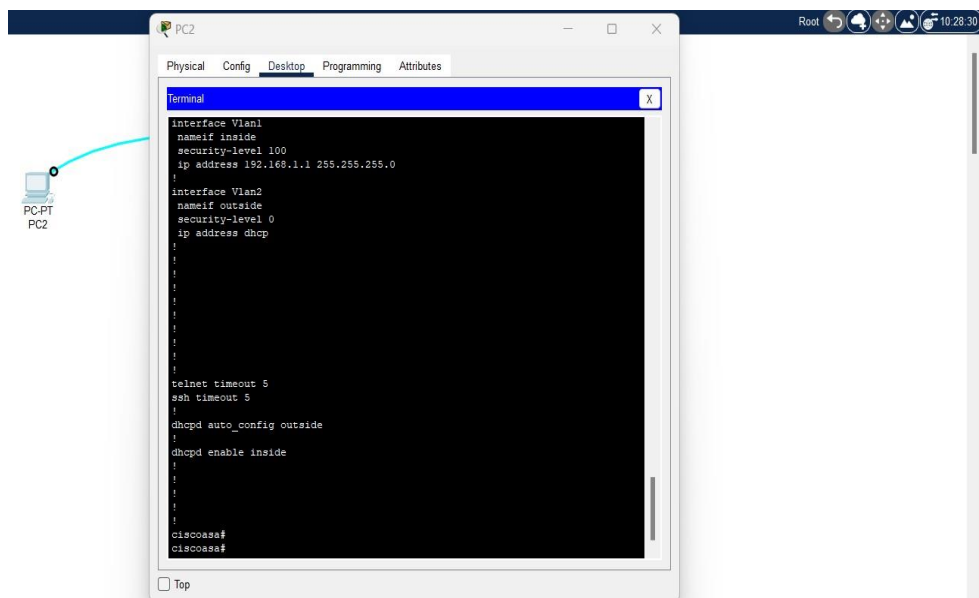 Root
10:28:30
PC2
Physical Config Desktop Programming Attributes
Terminal
X
interface Vlan1
nameif inside
security-level 100
ip address 192.168.1.1 255.255.255.0
!
interface Vlan2
nameif outside
security-level 0
ip address dhcp
!
!
!
!
!
!
!
!
!
!
telnet timeout 5
ssh timeout 5
!
dhcpd auto_config outside
!
dhcpd enable inside
!
!
!
!
!
ciscoasa#
ciscoasa#
Top
PC-PT
PC2